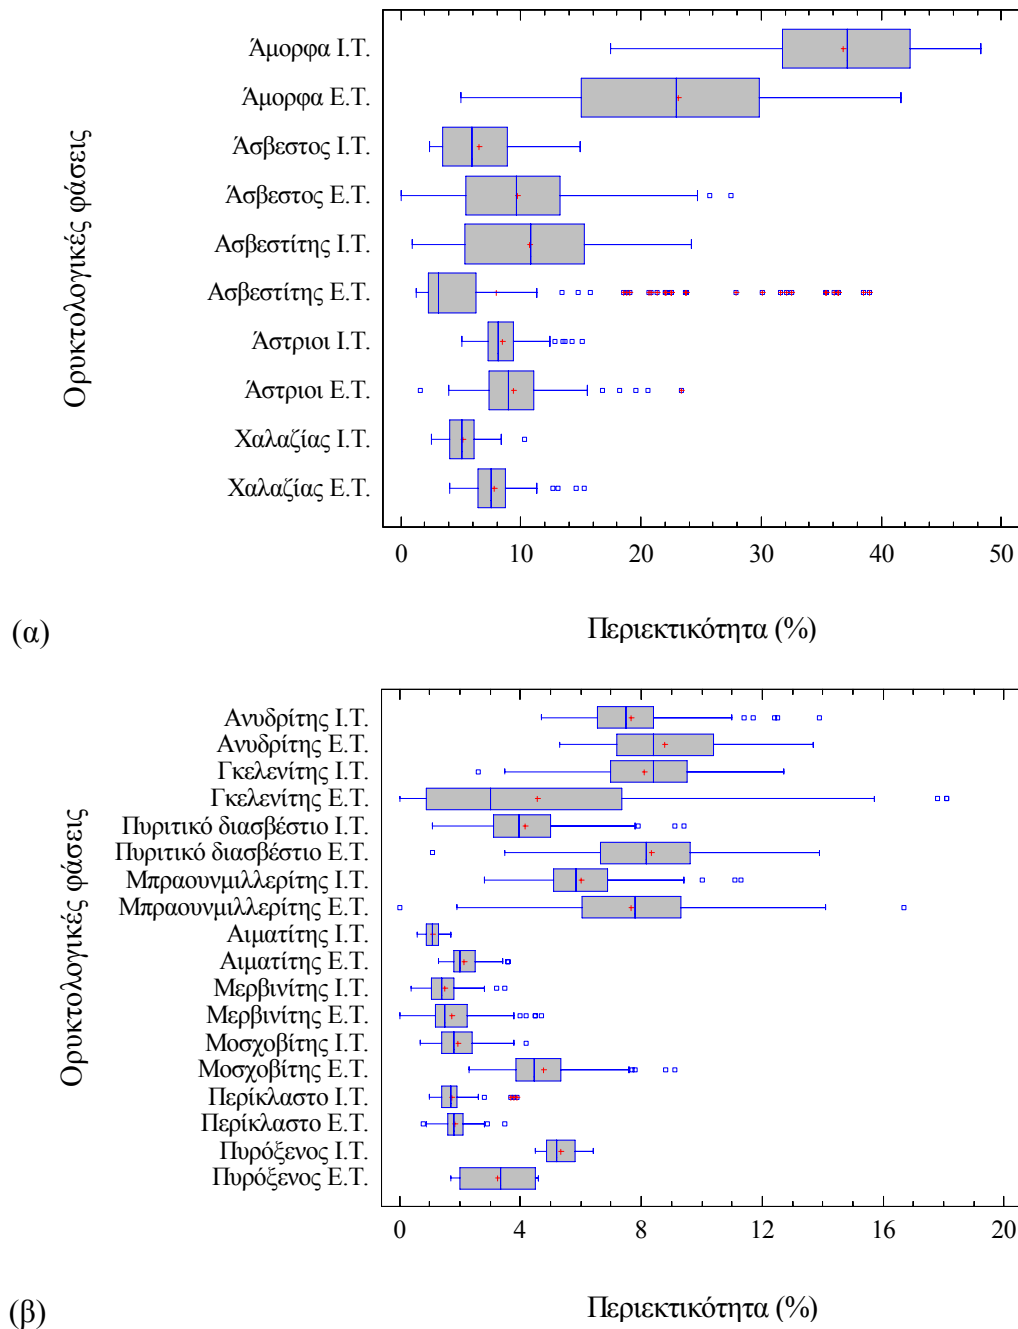 Άμορφα Ι.Τ.
Άμορφα Ε.Τ.
Άσβεστος Ι.Τ.
Άσβεστος Ε.Τ.
Ασβεστίτης Ι.Τ.
Ασβεστίτης Ε.Τ.
Άστριοι Ι.Τ.
Άστριοι Ε.Τ.
Χαλαζίας Ι.Τ.
Χαλαζίας Ε.Τ.
Ορυκτολογικές φάσεις
0 10 20 30 40 50
Περιεκτικότητα (%)
(α)
Ανυδρίτης Ι.Τ.
Ανυδρίτης Ε.Τ.
Γκελενίτης Ι.Τ.
Γκελενίτης Ε.Τ.
Πυριτικό διασβέστιο Ι.Τ.
Πυριτικό διασβέστιο Ε.Τ.
Μπραουνμιλλερίτης Ι.Τ.
Μπραουνμιλλερίτης Ε.Τ.
Αιματίτης Ι.Τ.
Αιματίτης Ε.Τ.
Μερβινίτης Ι.Τ.
Μερβινίτης Ε.Τ.
Μοσχοβίτης Ι.Τ.
Μοσχοβίτης Ε.Τ.
Περίκλαστο Ι.Τ.
Περίκλαστο Ε.Τ.
Πυρόξενος Ι.Τ.
Πυρόξενος Ε.Τ.
Ορυκτολογικές φάσεις
0 4 8 12 16 20
Περιεκτικότητα (%)
(β)